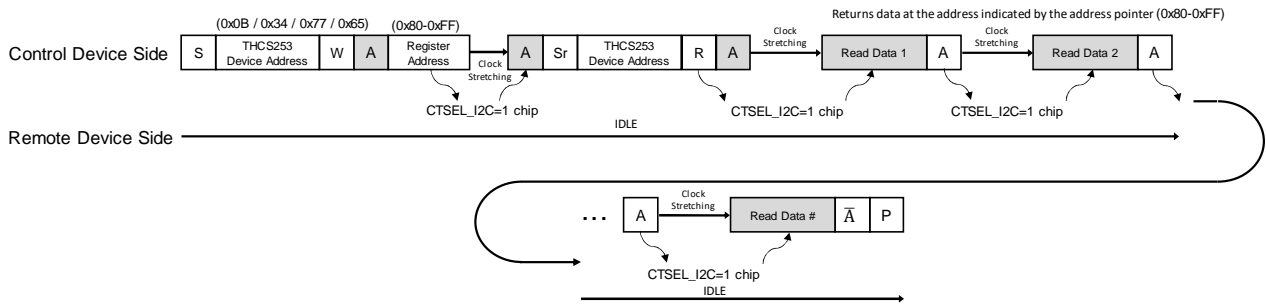 (0x0B / 0x34 / 0x77 / 0x65)
(0x80-0xFF)
Returns data at the address indicated by the address pointer (0x80-0xFF)
Control Device Side
S
THCS253
Device Address
W
A
Register
Address
Clock
Stretching
A
Sr
THCS253
Device Address
R
A
Clock
Stretching
Read Data 1
A
Clock
Stretching
Read Data 2
A
CTSEL_I2C=1 chip
CTSEL_I2C=1 chip
CTSEL_I2C=1 chip
IDLE
Remote Device Side
...
A
Clock
Stretching
Read Data #
A̅
P
CTSEL_I2C=1 chip
IDLE